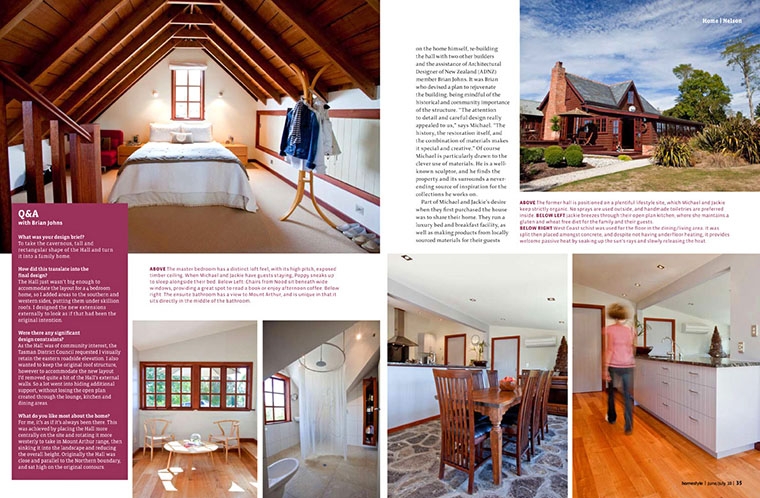 Home | Nelson
on the home himself, re-building
the hall with two other builders
and the assistance of Architectural
Designer of New Zealand (ADNZ)
member Brian Johns. It was Brian
who devised a plan to rejuvenate
the building, being mindful of the
historical and community importance
of the structure. "The attention
to detail and careful design really
appealed to us," says Michael. "The
history, the restoration itself, and
the combination of materials makes
it special and creative." Of course
Michael is particularly drawn to the
clever use of materials. He is a well-
known sculptor, and he finds the
property and its surrounds a never-
ending source of inspiration for the
collections he works on.
Part of Michael and Jackie's desire
when they first purchased the house
was to share their home. They run a
luxury bed and breakfast facility, as
well as making products from locally
sourced materials for their guests
ABOVE The former hall is positioned on a plentiful lifestyle site, which Michael and Jackie
keep strictly organic. No sprays are used outside, and handmade toiletries are preferred
inside. BELOW LEFT Jackie breezes through their open plan kitchen, where she maintains a
gluten and wheat free diet for the family and their guests.
BELOW RIGHT West Coast schist was used for the floor in the dining/living area. It was
split then placed amongst concrete, and despite not having underfloor heating, it provides
welcome passive heat by soaking up the sun's rays and slowly releasing the heat
Q&A
with Brian Johns
What was your design brief?
To take the cavernous, tall and
rectangular shape of the Hall and turn
it into a family home.
How did this translate into the
final design?
The Hall just wasn't big enough to
accommodate the layout for a 4 bedroom
home, so I added areas to the southern and
western sides, putting them under skillion
roofs. I designed the new extensions
externally to look as if that had been the
original intention.
Were there any significant
design constraints?
As the Hall was of community interest, the
Tasman District Council requested I visually
retain the eastern roadside elevation. I also
wanted to keep the original roof structure,
however to accommodate the new layout
I'd removed quite a bit of the Hall's external
walls. So a lot went into hiding additional
support, without losing the open plan
created through the lounge, kitchen and
dining areas
What do you like most about the home?
For me, it's as if it's always been there. This
was achieved by placing the Hall more
centrally on the site and rotating it more
westerly to take in Mount Arthur range, then
sinking it into the landscape and reducing
the overall height. Originally the Hall was
close and parallel to the Northern boundary,
and sat high on the original contours.
ABOVE The master bedroom has a distinct loft feel, with its high-pitch, exposed
timber ceiling. When Michael and Jackie have guests staying, Poppy sneaks up
to sleep alongside their bed. Below Left: Chairs from Nood sit beneath wide
windows, providing a great spot to read a book or enjoy afternoon coffee. Below
right: The ensuite bathroom has a view to Mount Arthur, and is unique in that it
sits directly in the middle of the bathroom.
homestyle | June/July 10 | 35